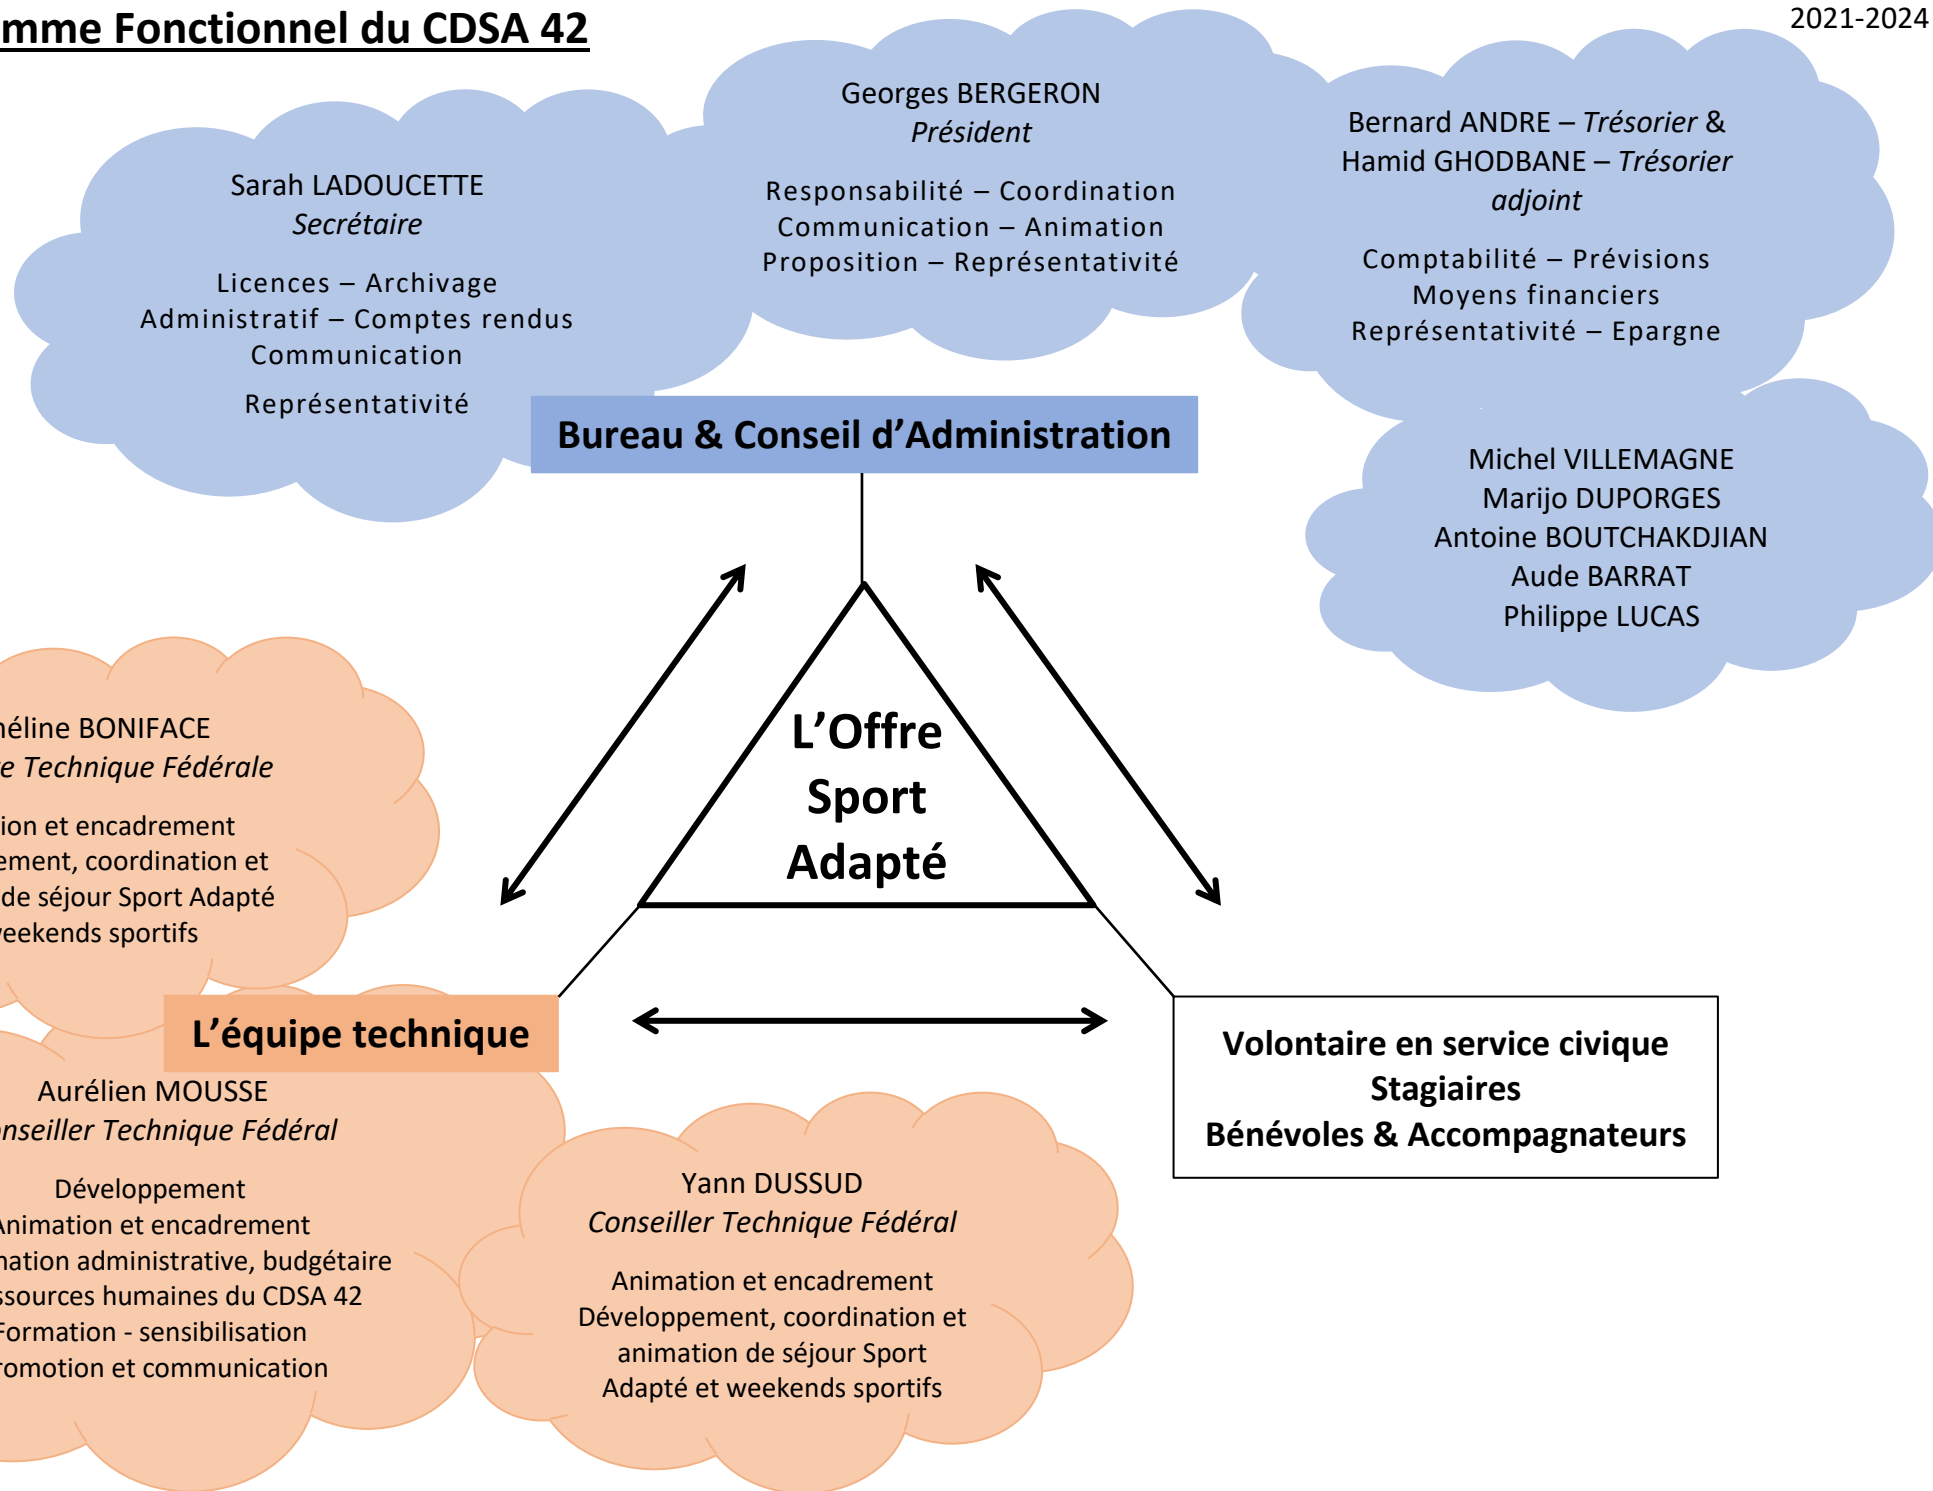 mme Fonctionnel du CDSA 42
2021-2024
Georges BERGERON
Président
Responsabilité – Coordination
Communication – Animation
Proposition – Représentativité
Bernard ANDRE – Trésorier &
Hamid GHODBANE – Trésorier
adjoint
Comptabilité – Prévisions
Moyens financiers
Représentativité – Epargne
Sarah LADOUCETTE
Secrétaire
Licences – Archivage
Administratif – Comptes rendus
Communication
Représentativité
Bureau & Conseil d’Administration
Michel VILLEMAGNE
Marijo DUPORGES
Antoine BOUTCHAKDJIAN
Aude BARRAT
Philippe LUCAS
L’Offre
Sport
Adapté
éline BONIFACE
e Technique Fédérale
ion et encadrement
ement, coordination et
de séjour Sport Adapté
eekends sportifs
L’équipe technique
Aurélien MOUSSE
nseiller Technique Fédéral
Développement
Animation et encadrement
mation administrative, budgétaire
ssources humaines du CDSA 42
Formation - sensibilisation
romotion et communication
Yann DUSSUD
Conseiller Technique Fédéral
Animation et encadrement
Développement, coordination et
animation de séjour Sport
Adapté et weekends sportifs
Volontaire en service civique
Stagiaires
Bénévoles & Accompagnateurs